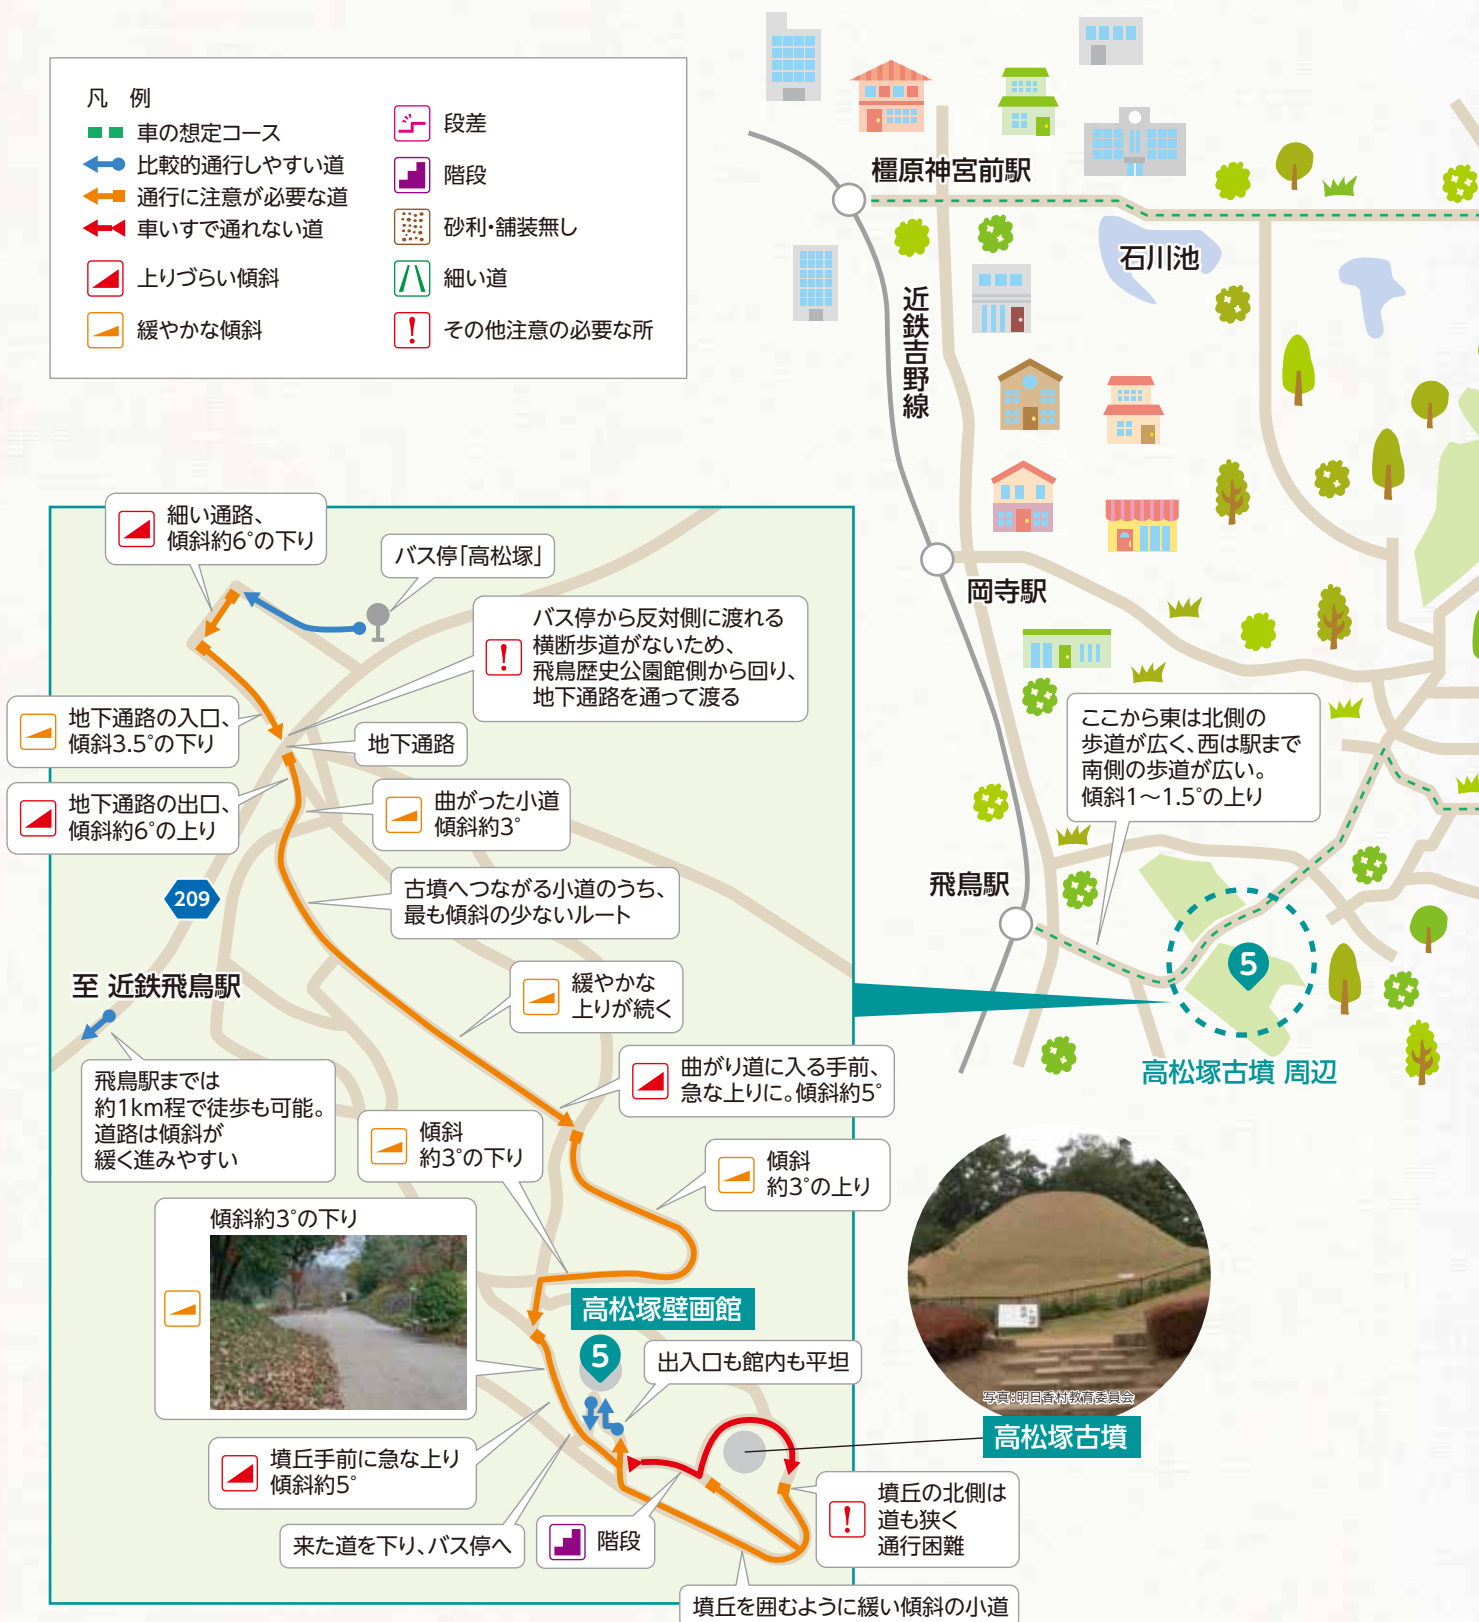 凡 例
車の想定コース
比較的通行しやすい道
通行に注意が必要な道
車いすで通れない道
上りづらい傾斜
緩やかな傾斜
段差
階段
砂利・舗装無し
細い道
その他注意の必要な所
橿原神宮前駅
石川池
近鉄吉野線
岡寺駅
飛鳥駅
ここから東は北側の
歩道が広く、西は駅まで
南側の歩道が広い。
傾斜1〜1.5°の上り
5
高松塚古墳 周辺
細い通路、
傾斜約6°の下り
バス停「高松塚」
バス停から反対側に渡れる
横断歩道がないため、
飛鳥歴史公園館側から回り、
地下通路を通って渡る
地下通路の入口、
傾斜3.5°の下り
地下通路
地下通路の出口、
傾斜約6°の上り
曲がった小道
傾斜約3°
209
古墳へつながる小道のうち、
最も傾斜の少ないルート
至 近鉄飛鳥駅
緩やかな
上りが続く
飛鳥駅までは
約1km程で徒歩も可能。
道路は傾斜が
緩く進みやすい
曲がり道に入る手前、
急な上りに。傾斜約5°
傾斜
約3°の下り
傾斜
約3°の上り
傾斜約3°の下り
高松塚壁画館
5
出入口も館内も平坦
写真:明日香村教育委員会
高松塚古墳
墳丘手前に急な上り
傾斜約5°
来た道を下り、バス停へ
階段
墳丘の北側は
道も狭く
通行困難
墳丘を囲むように緩い傾斜の小道